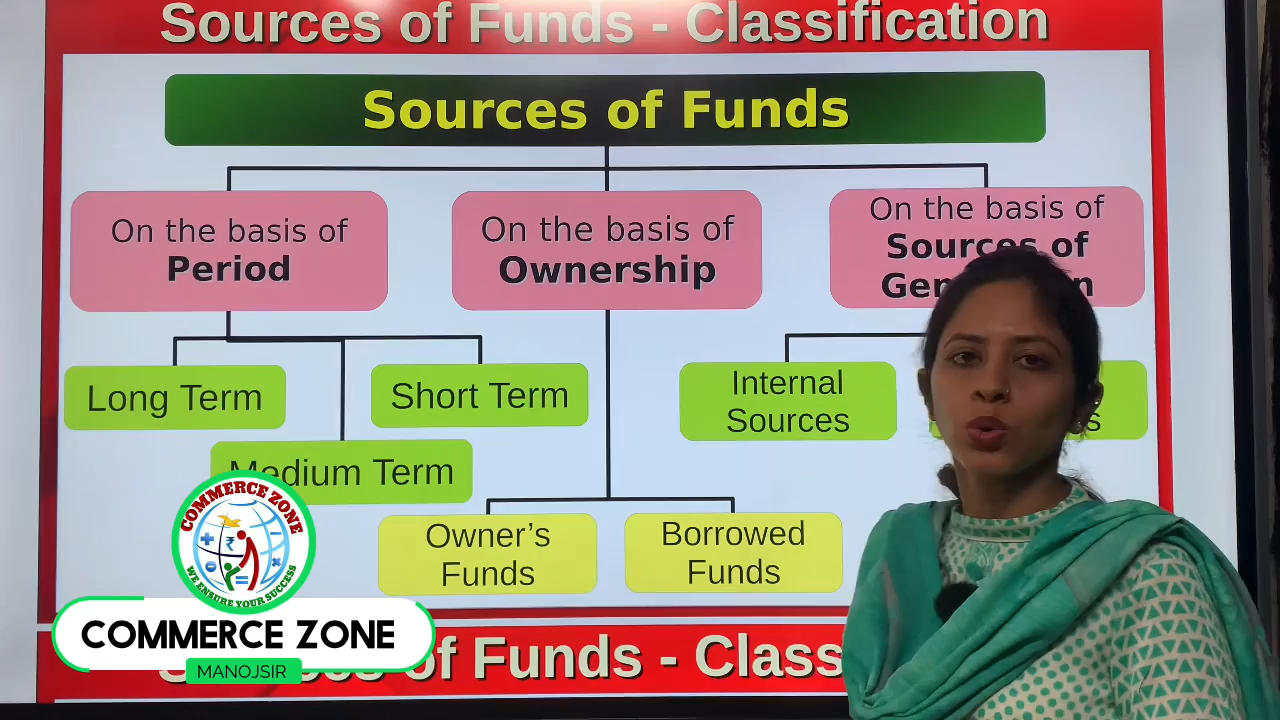 Sources of Funds - Classification
Sources of Funds
On the basis of
Period
On the basis of
Ownership
On the basis of
Sources of
Long Term
Short Term
Medium Term
Internal
Sources
Owner’s
Funds
Borrowed
Funds
COMMERCE ZONE
WE ENSURE YOUR SUCCESS
COMMERCE ZONE
MANOJSIR
of Funds - Class